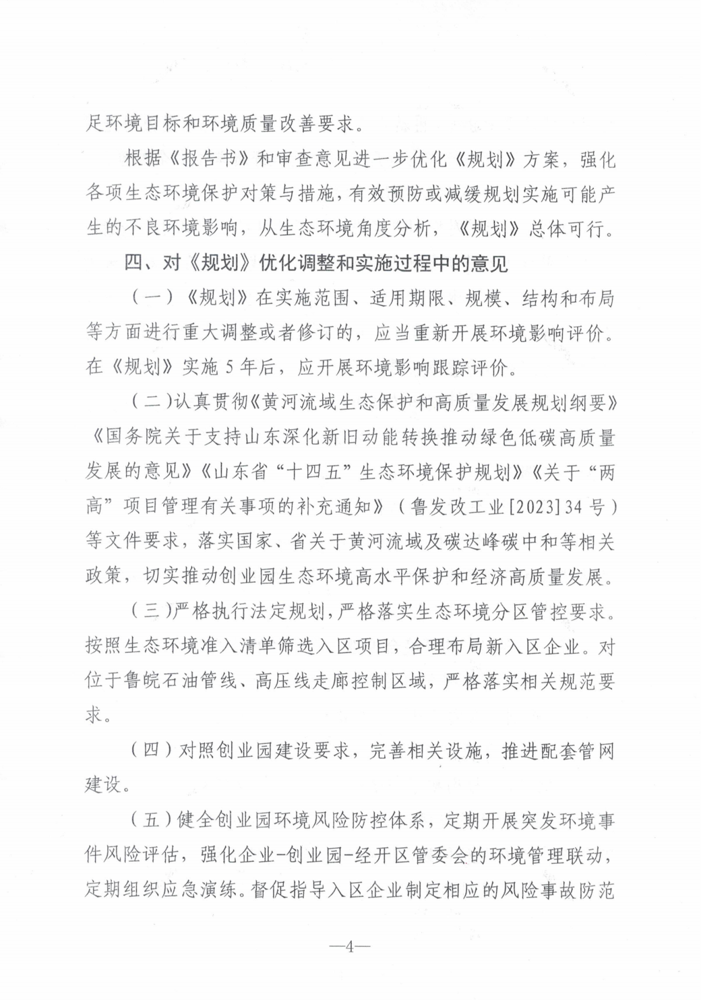 足环境目标和环境质量改善要求。
根据《报告书》和审查意见进一步优化《规划》方案，强化
各项生态环境保护对策与措施，有效预防或减缓规划实施可能产
生的不良环境影响，从生态环境角度分析，《规划》总体可行。
四、对《规划》优化调整和实施过程中的意见
（一）《规划》在实施范围、适用期限、规模、结构和布局
等方面进行重大调整或者修订的，应当重新开展环境影响评价。
在《规划》实施 5 年后，应开展环境影响跟踪评价。
（二）认真贯彻《黄河流域生态保护和高质量发展规划纲要》
《国务院关于支持山东深化新旧动能转换推动绿色低碳高质量
发展的意见》《山东省“十四五”生态环境保护规划》《关于“两
高”项目管理有关事项的补充通知》（鲁发改工业[2023]34 号）
等文件要求，落实国家、省关于黄河流域及碳达峰碳中和等相关
政策，切实推动创业园生态环境高水平保护和经济高质量发展。
（三）严格执行法定规划，严格落实生态环境分区管控要求。
按照生态环境准入清单筛选入区项目，合理布局新入区企业。对
位于鲁皖石油管线、高压线走廊控制区域，严格落实相关规范要
求。
（四）对照创业园建设要求，完善相关设施，推进配套管网
建设。
（五）健全创业园环境风险防控体系，定期开展突发环境事
件风险评估，强化企业-创业园-经开区管委会的环境管理联动，
定期组织应急演练。督促指导入区企业制定相应的风险事故防范
—4—